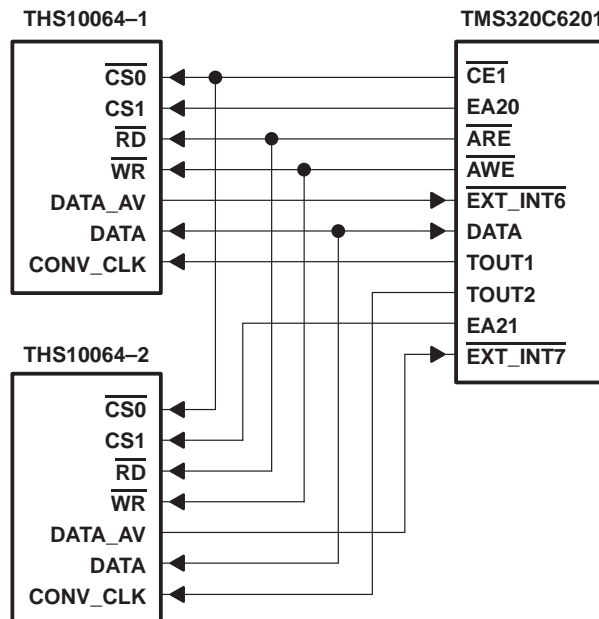 THS10064–1
CS0
CS1
RD
WR
DATA_AV
DATA
CONV_CLK
TMS320C6201
CE1
EA20
ARE
AWE
EXT_INT6
DATA
TOUT1
TOUT2
EA21
EXT_INT7
THS10064–2
CS0
CS1
RD
WR
DATA_AV
DATA
CONV_CLK